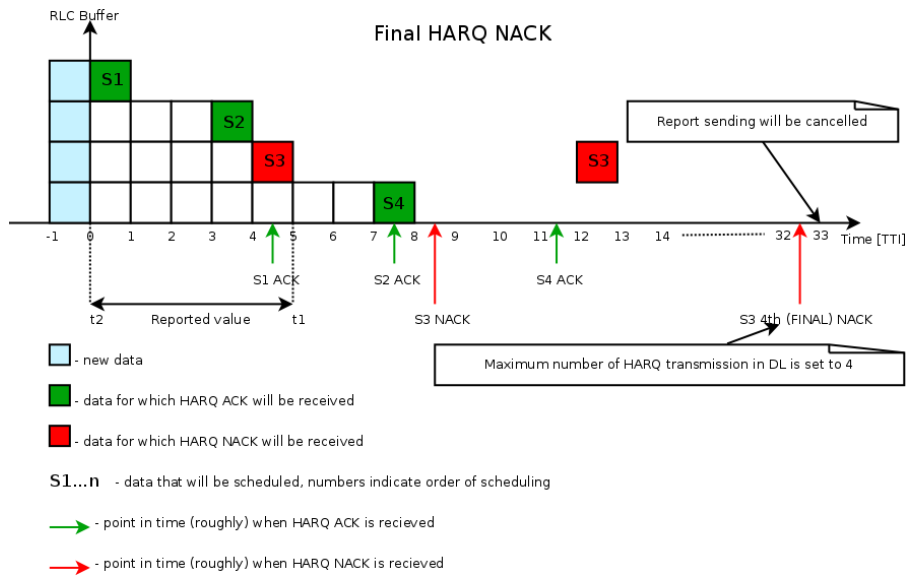 RLC Buffer
Final HARQ NACK
S1
S2
S3
S4
S3
Report sending will be cancelled
-1 0 1 2 3 4 5 6 7 8 9 10 11 12 13 14 32 33
Time [TTI]
S1 ACK
S2 ACK
S4 ACK
t2 Reported value t1
S3 NACK
S3 4th (FINAL) NACK
Maximum number of HARQ transmission in DL is set to 4
- new data
- data for which HARQ ACK will be received
- data for which HARQ NACK will be received
S1...n - data that will be scheduled, numbers indicate order of scheduling
- point in time (roughly) when HARQ ACK is recieved
- point in time (roughly) when HARQ NACK is recieved